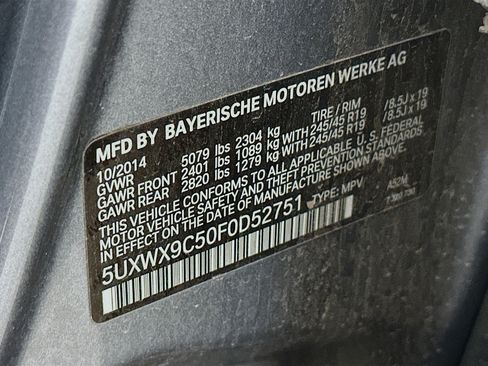 MFD BY BAYERISCHE MOTOREN WERKE AG
10/2014 TIRE / RIM
GVWR 5079 lbs 2304 kg
GAWR FRONT 2401 lbs 1089 kg WITH 245/45 R19 /8.5J x 19
GAWR REAR 2820 lbs 1279 kg WITH 245/45 R19 /8.5J x 19
THIS VEHICLE CONFORMS TO ALL APPLICABLE U.S. FEDERAL
MOTOR VEHICLE SAFETY AND THEFT PREVENTION STANDARDS
IN EFFECT ON THE DATE OF MANUFACTURE SHOWN ABOVE.
5UXWX9C50F0D52751 TYPE: MPV